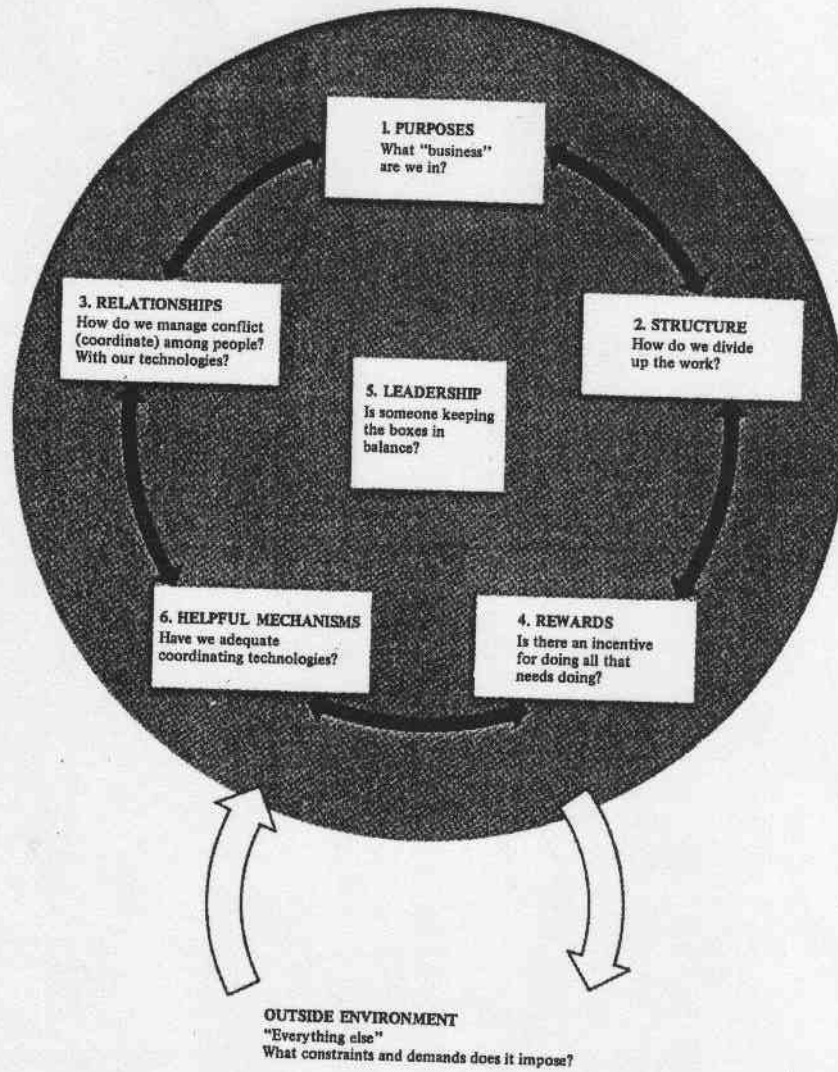 1. PURPOSES
What "business"
are we in?
2. STRUCTURE
How do we divide
up the work?
3. RELATIONSHIPS
How do we manage conflict
(coordinate) among people?
With our technologies?
5. LEADERSHIP
Is someone keeping
the boxes in
balance?
4. REWARDS
Is there an incentive
for doing all that
needs doing?
6. HELPFUL MECHANISMS
Have we adequate
coordinating technologies?
OUTSIDE ENVIRONMENT
"Everything else"
What constraints and demands does it impose?